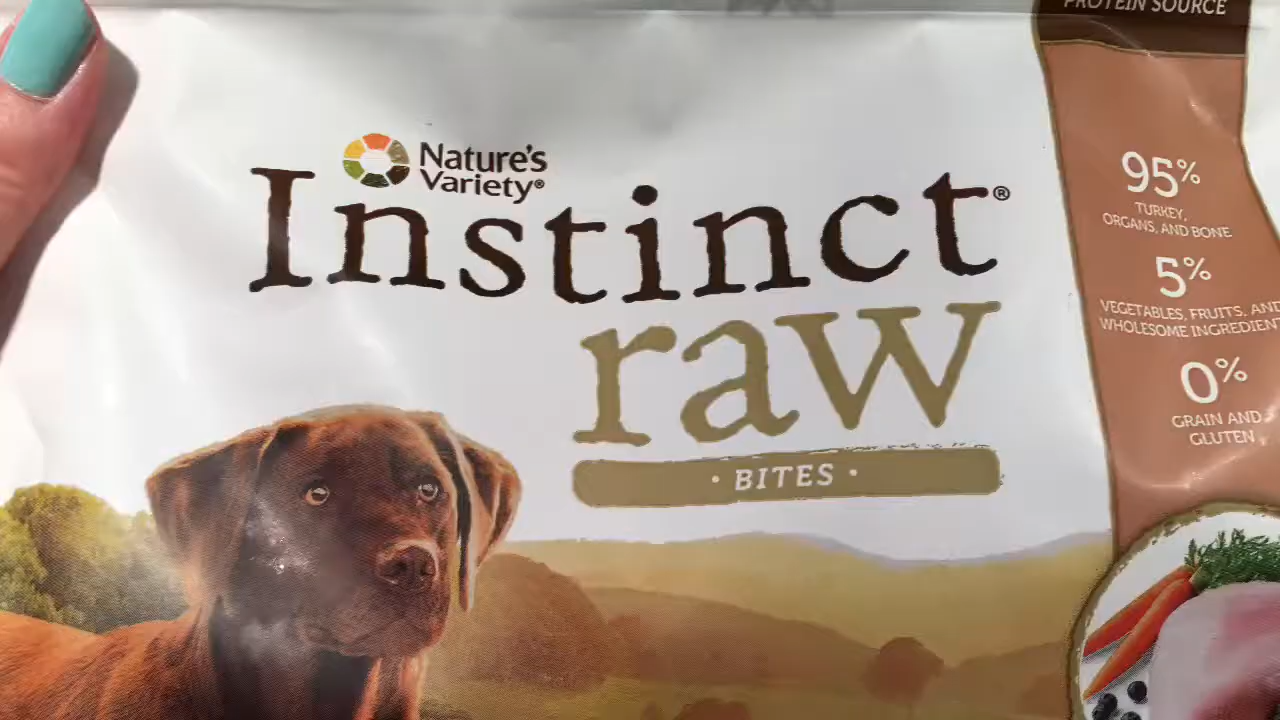 PROTEIN SOURCE
Nature's
Variety®
Instinct®
raw
· BITES ·
95%
TURKEY,
ORGANS, AND BONE
5%
VEGETABLES, FRUITS, AND
WHOLESOME INGREDIENT
0%
GRAIN AND
GLUTEN